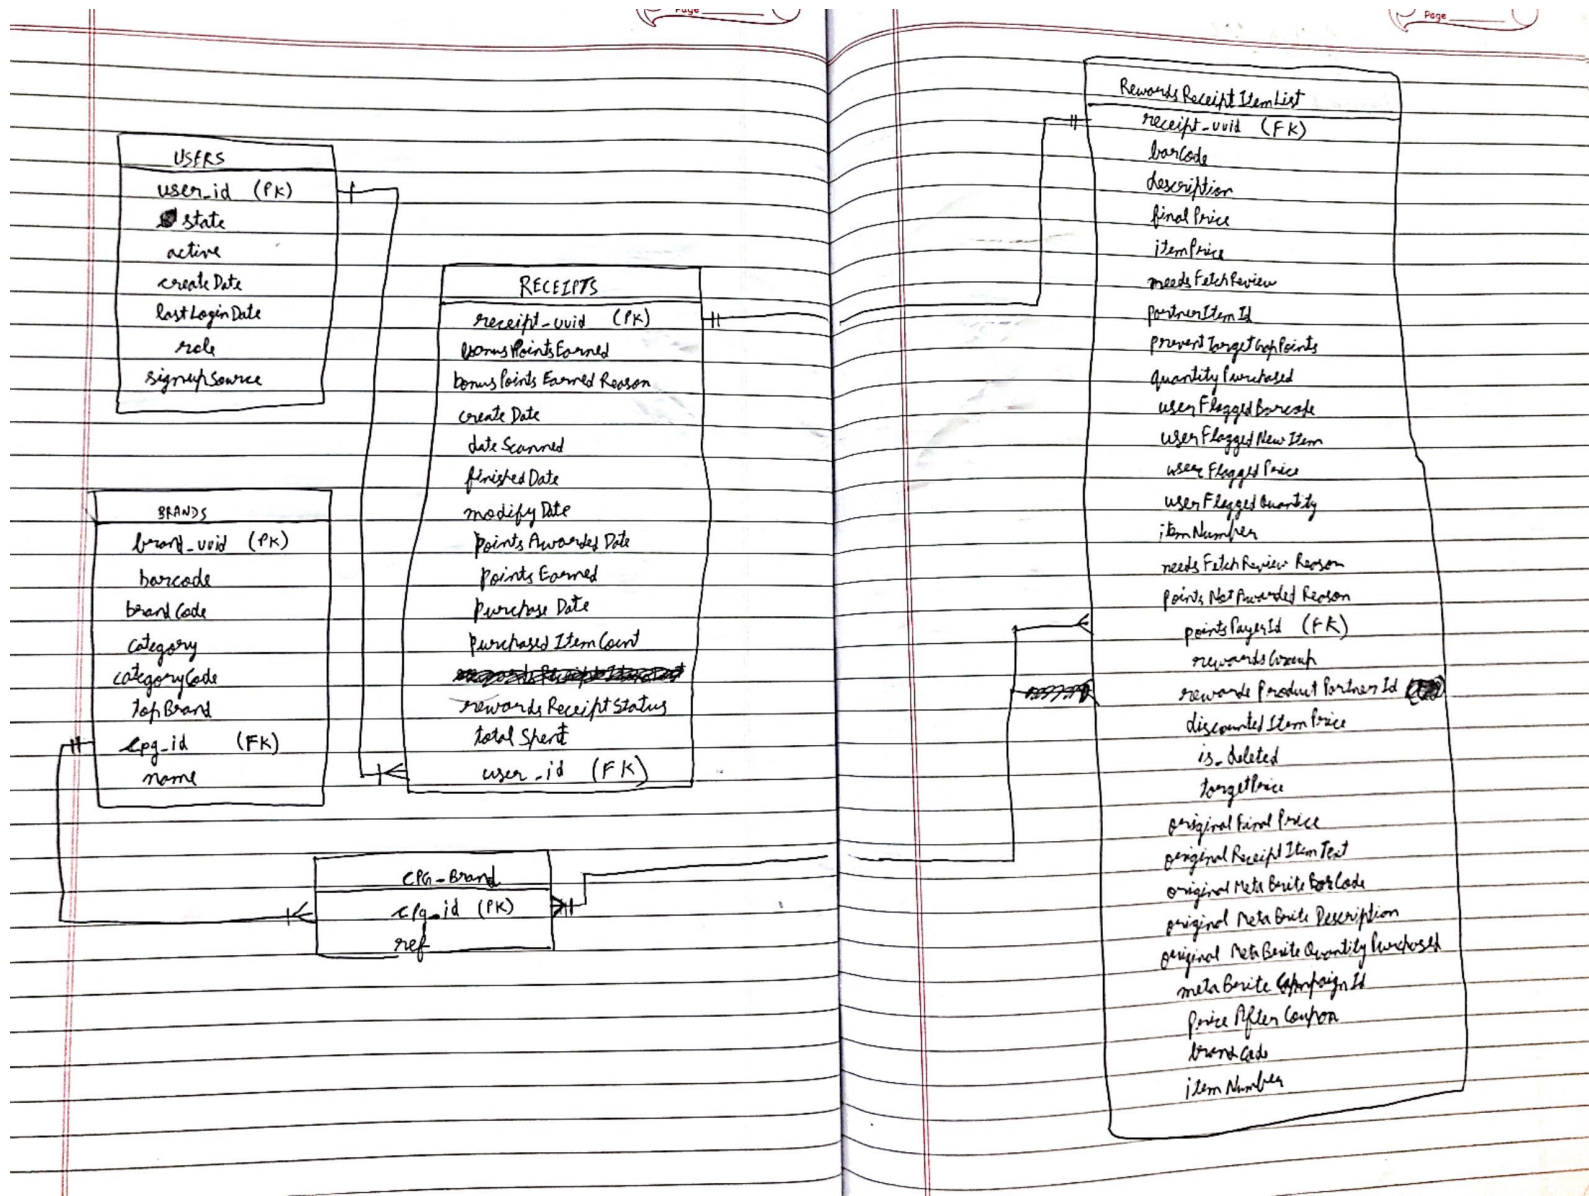 Page
Page
USERS
user_id (PK)
state
active
createDate
lastLoginDate
role
signupSource
BRANDS
brand_uuid (PK)
barcode
brandCode
category
categoryCode
topBrand
cpg_id (FK)
name
RECEIPTS
receipt_uuid (PK)
bonusPointsEarned
bonusPointsEarnedReason
createDate
dateScanned
finishedDate
modifyDate
pointsAwardedDate
pointsEarned
purchaseDate
purchasedItemCount
rewardsReceiptStatus
totalSpent
user_id (FK)
CPG_Brand
cpg_id (PK)
ref
RewardsReceiptItemList
receipt_uuid (FK)
barCode
description
finalPrice
itemPrice
needsFetchReview
partnerItemId
preventTargetGapPoints
quantityPurchased
userFlaggedBarcode
userFlaggedNewItem
userFlaggedPrice
userFlaggedQuantity
itemNumber
needsFetchReviewReason
pointsNotAwardedReason
pointsPayerId (FK)
rewardsGroup
rewardsProductPartnerId
discountedItemPrice
is_deleted
targetPrice
originalFinalPrice
originalReceiptItemText
originalMetaBriteBarCode
originalMetaBriteDescription
originalMetaBriteQuantityPurchased
metaBriteCampaignId
priceAfterCoupon
brandCode
itemNumber